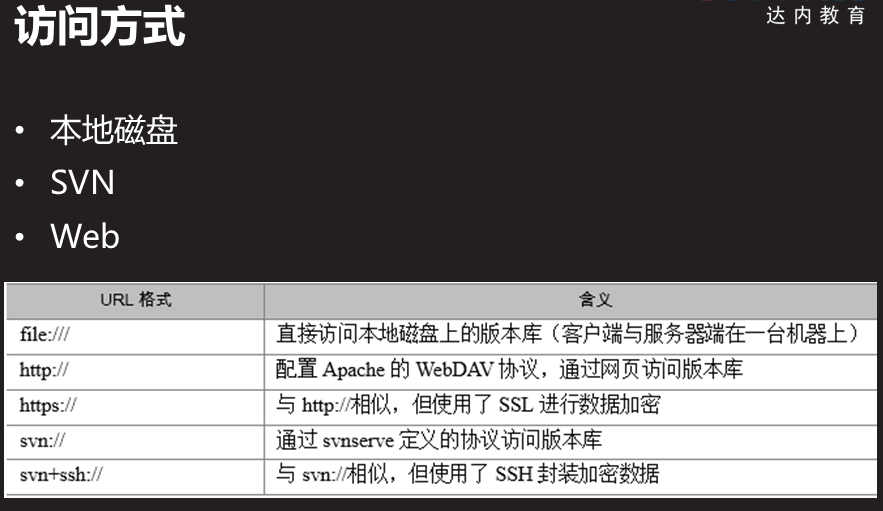 访问方式
达内教育
• 本地磁盘
• SVN
• Web
URL 格式 含义
file:/// 直接访问本地磁盘上的版本库（客户端与服务器端在一台机器上）
http:// 配置 Apache 的 WebDAV 协议，通过网页访问版本库
https:// 与 http://相似，但使用了 SSL 进行数据加密
svn:// 通过 svnserve 定义的协议访问版本库
svn+ssh:// 与 svn://相似，但使用了 SSH 封装加密数据